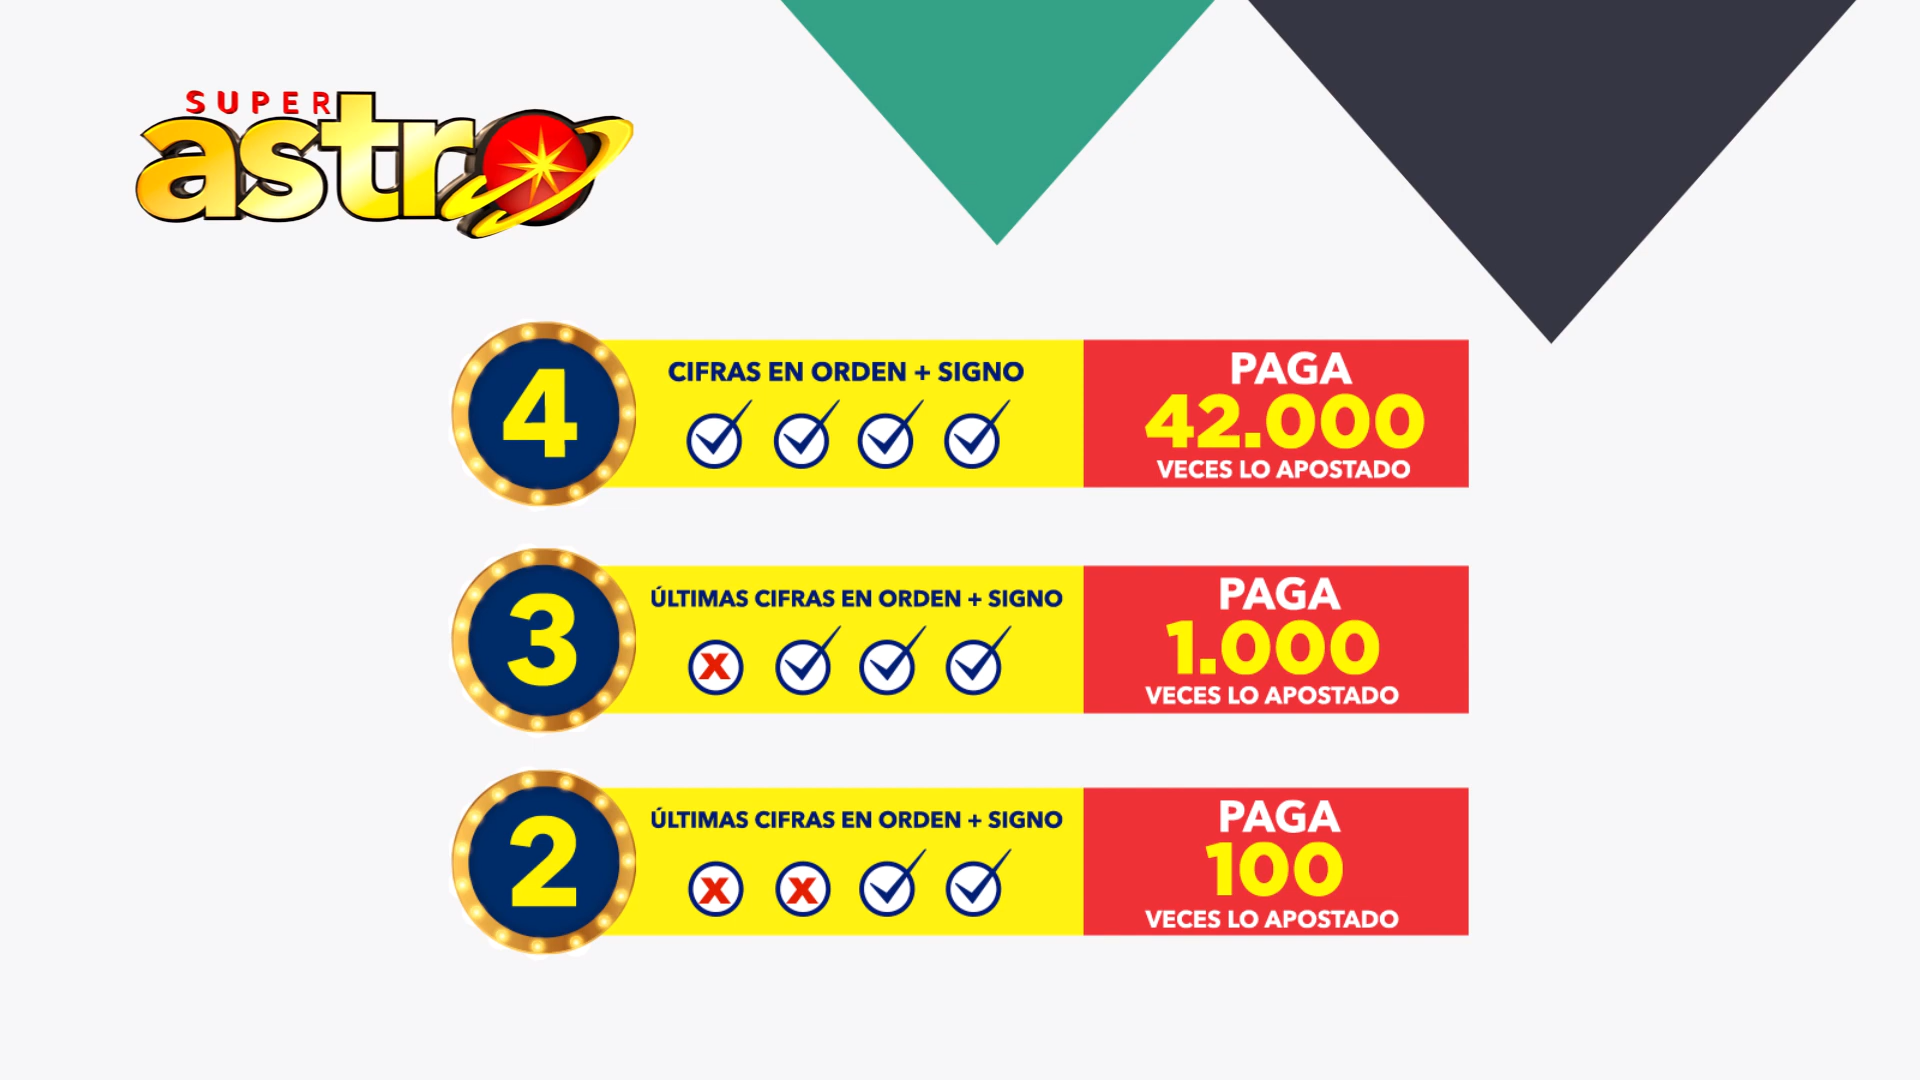 SUPER
astro
4
CIFRAS EN ORDEN + SIGNO
PAGA
42.000
VECES LO APOSTADO
3
ÚLTIMAS CIFRAS EN ORDEN + SIGNO
X
PAGA
1.000
VECES LO APOSTADO
2
ÚLTIMAS CIFRAS EN ORDEN + SIGNO
X X
PAGA
100
VECES LO APOSTADO